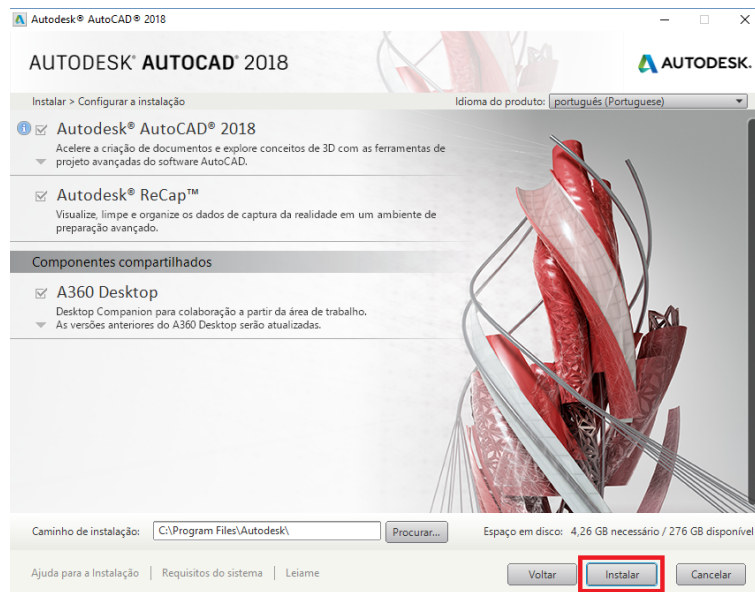 Autodesk® AutoCAD® 2018
AUTODESK® AUTOCAD® 2018
AUTODESK.
Instalar > Configurar a instalação
Idioma do produto: português (Portuguese)
Autodesk® AutoCAD® 2018
Acelere a criação de documentos e explore conceitos de 3D com as ferramentas de
projeto avançadas do software AutoCAD.
Autodesk® ReCap™
Visualize, limpe e organize os dados de captura da realidade em um ambiente de
preparação avançado.
Componentes compartilhados
A360 Desktop
Desktop Companion para colaboração a partir da área de trabalho.
As versões anteriores do A360 Desktop serão atualizadas.
Caminho de instalação: C:\Program Files\Autodesk\ Procurar... Espaço em disco: 4,26 GB necessário / 276 GB disponível
Ajuda para a Instalação | Requisitos do sistema | Leiame
Voltar Instalar Cancelar